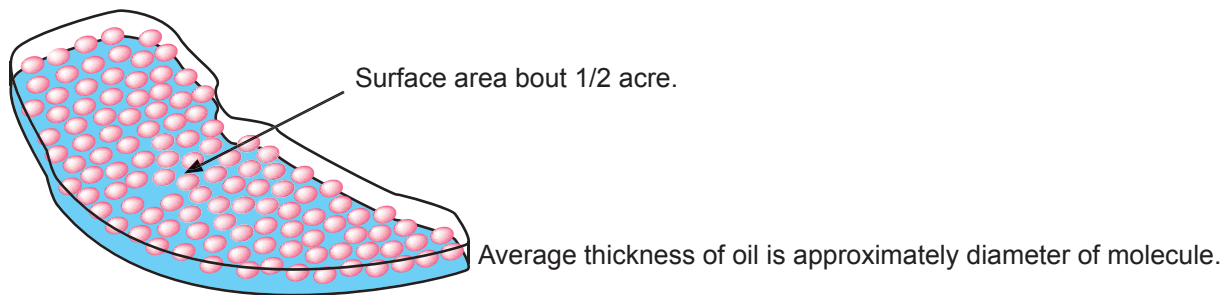 Surface area bout 1/2 acre.
Average thickness of oil is approximately diameter of molecule.